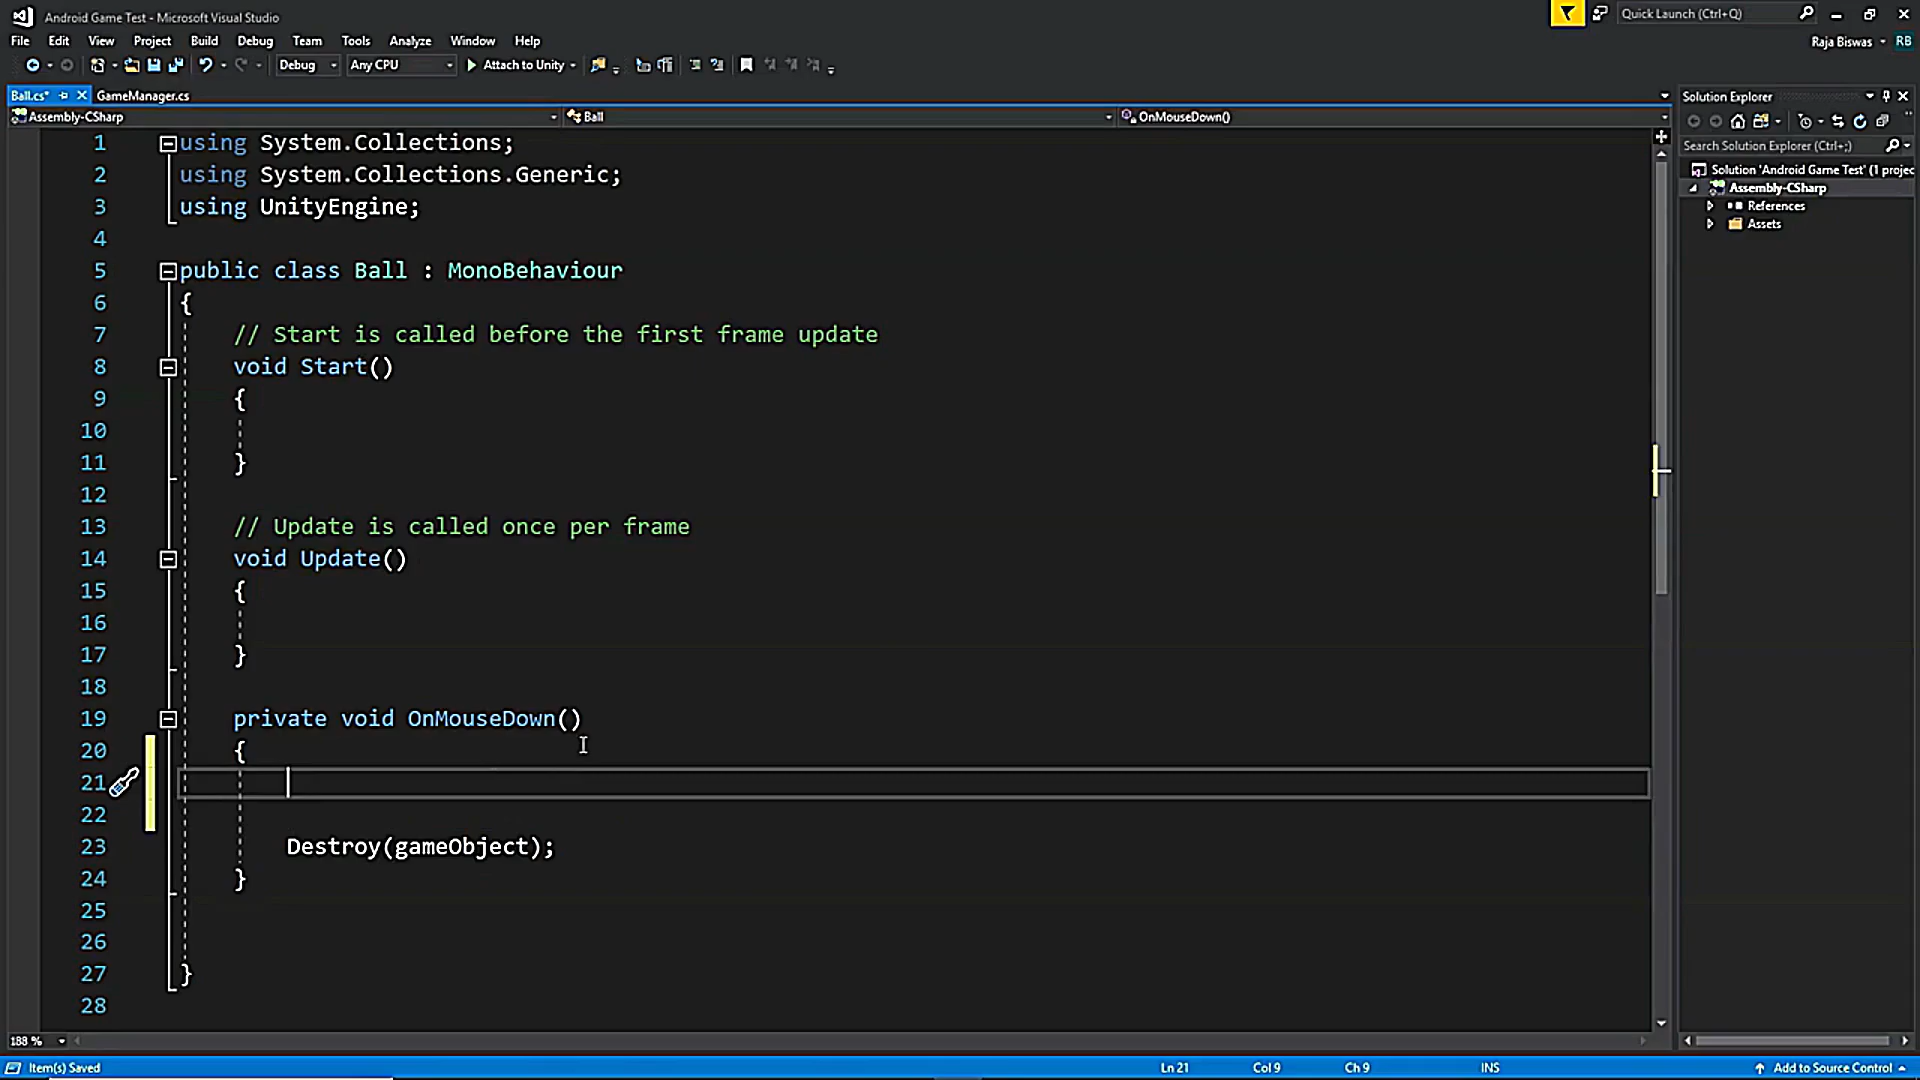 Android Game Test - Microsoft Visual Studio
Quick Launch (Ctrl+Q)
File Edit View Project Build Debug Team Tools Analyze Window Help
Raja Biswas RB
Debug Any CPU Attach to Unity
Ball.cs* GameManager.cs
Solution Explorer
Assembly-CSharp Ball OnMouseDown()
Search Solution Explorer (Ctrl+;)
Solution 'Android Game Test' (1 projec
Assembly-CSharp
References
Assets
1 using System.Collections;
2 using System.Collections.Generic;
3 using UnityEngine;
4
5 public class Ball : MonoBehaviour
6 {
7 // Start is called before the first frame update
8 void Start()
9 {
10
11 }
12
13 // Update is called once per frame
14 void Update()
15 {
16
17 }
18
19 private void OnMouseDown()
20 {
21
22
23 Destroy(gameObject);
24 }
25
26
27 }
28
188 %
Item(s) Saved Ln 21 Col 9 Ch 9 INS Add to Source Control